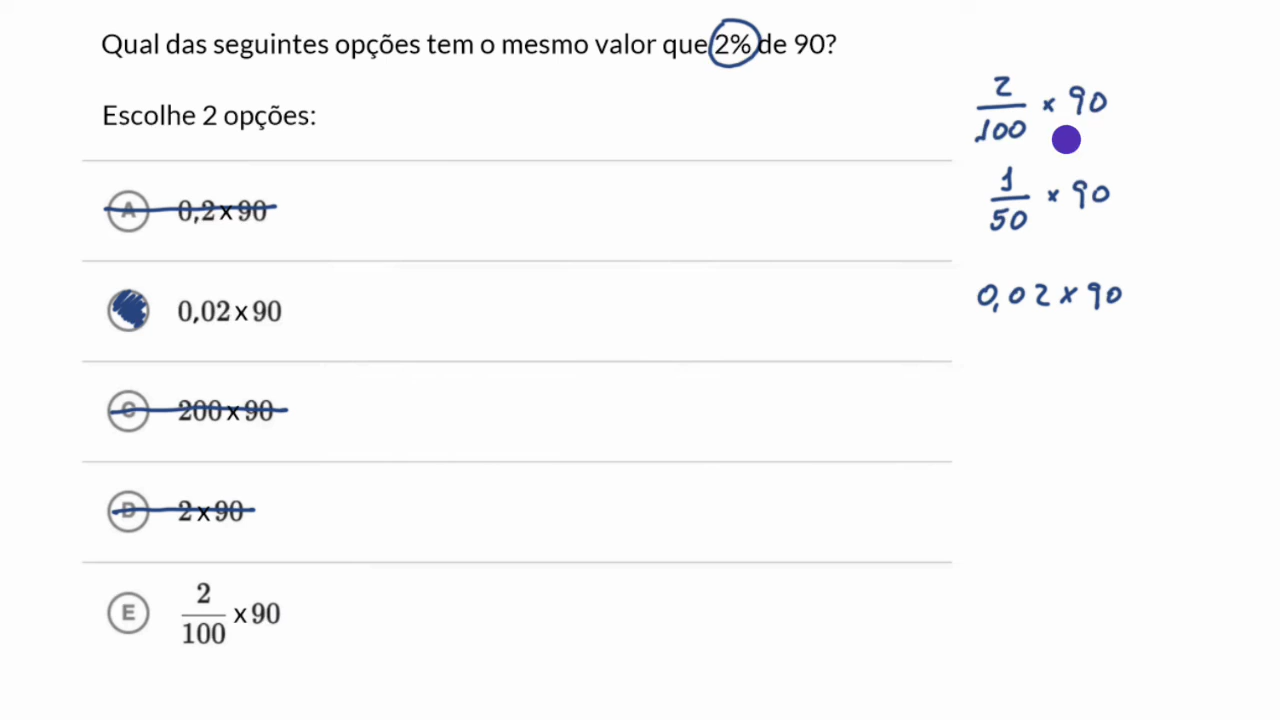 Qual das seguintes opções tem o mesmo valor que 2% de 90?
Escolhe 2 opções:
A 0,2 x 90
0,02 x 90
C 200 x 90
D 2 x 90
E 2/100 x 90
2/100 x 90
1/50 x 90
0,02 x 90